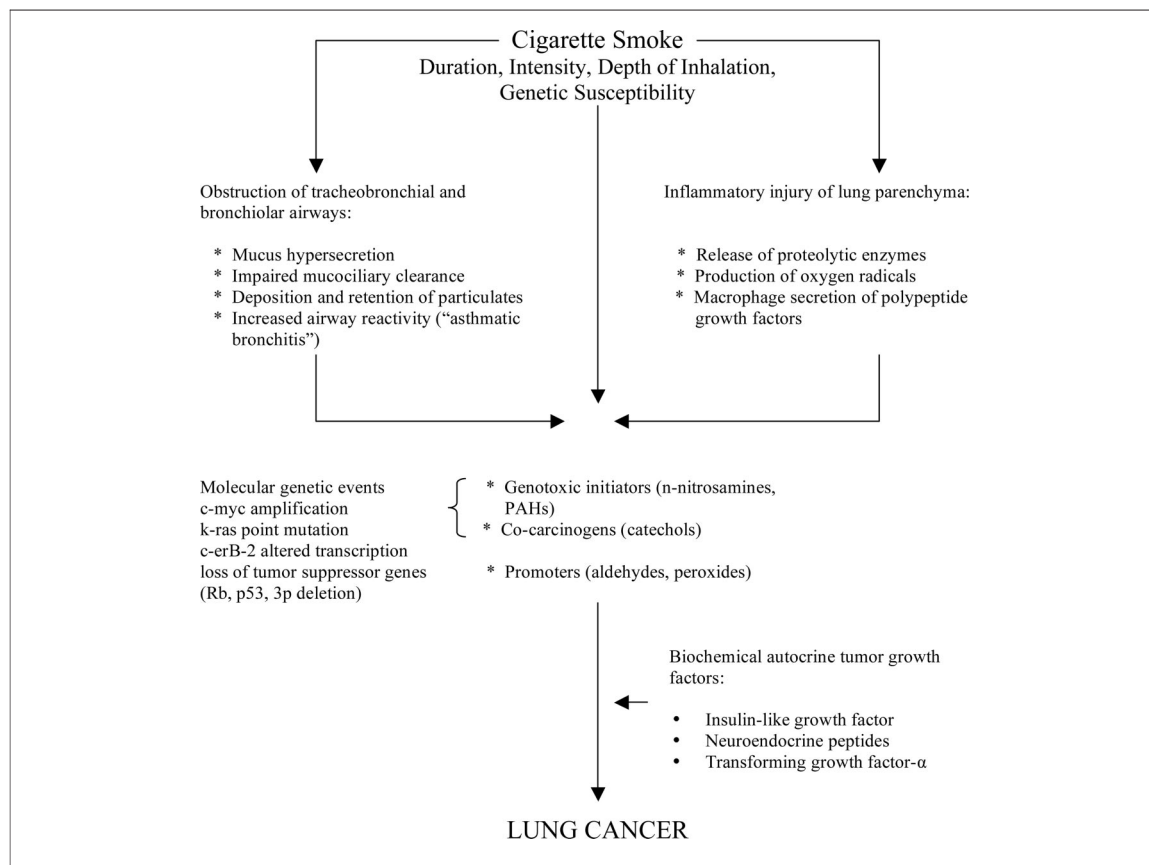 Cigarette Smoke
Duration, Intensity, Depth of Inhalation,
Genetic Susceptibility
Obstruction of tracheobronchial and
bronchiolar airways:
* Mucus hypersecretion
* Impaired mucociliary clearance
* Deposition and retention of particulates
* Increased airway reactivity (“asthmatic
bronchitis”)
Inflammatory injury of lung parenchyma:
* Release of proteolytic enzymes
* Production of oxygen radicals
* Macrophage secretion of polypeptide
growth factors
Molecular genetic events
c-myc amplification
k-ras point mutation
c-erB-2 altered transcription
loss of tumor suppressor genes
(Rb, p53, 3p deletion)
* Genotoxic initiators (n-nitrosamines,
PAHs)
* Co-carcinogens (catechols)
* Promoters (aldehydes, peroxides)
Biochemical autocrine tumor growth
factors:
• Insulin-like growth factor
• Neuroendocrine peptides
• Transforming growth factor-α
LUNG CANCER